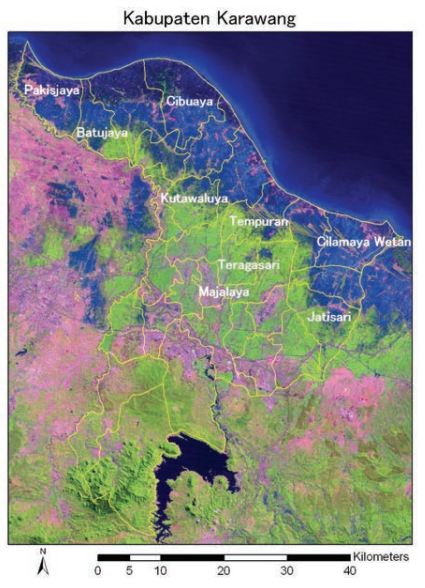 Kabupaten Karawang
Pakisjaya
Cibuaya
Batujaya
Kutawaluya
Tempuran
Cilamaya Wetan
Teragasari
Majalaya
Jatisari
N
Kilometers
0 5 10 20 30 40